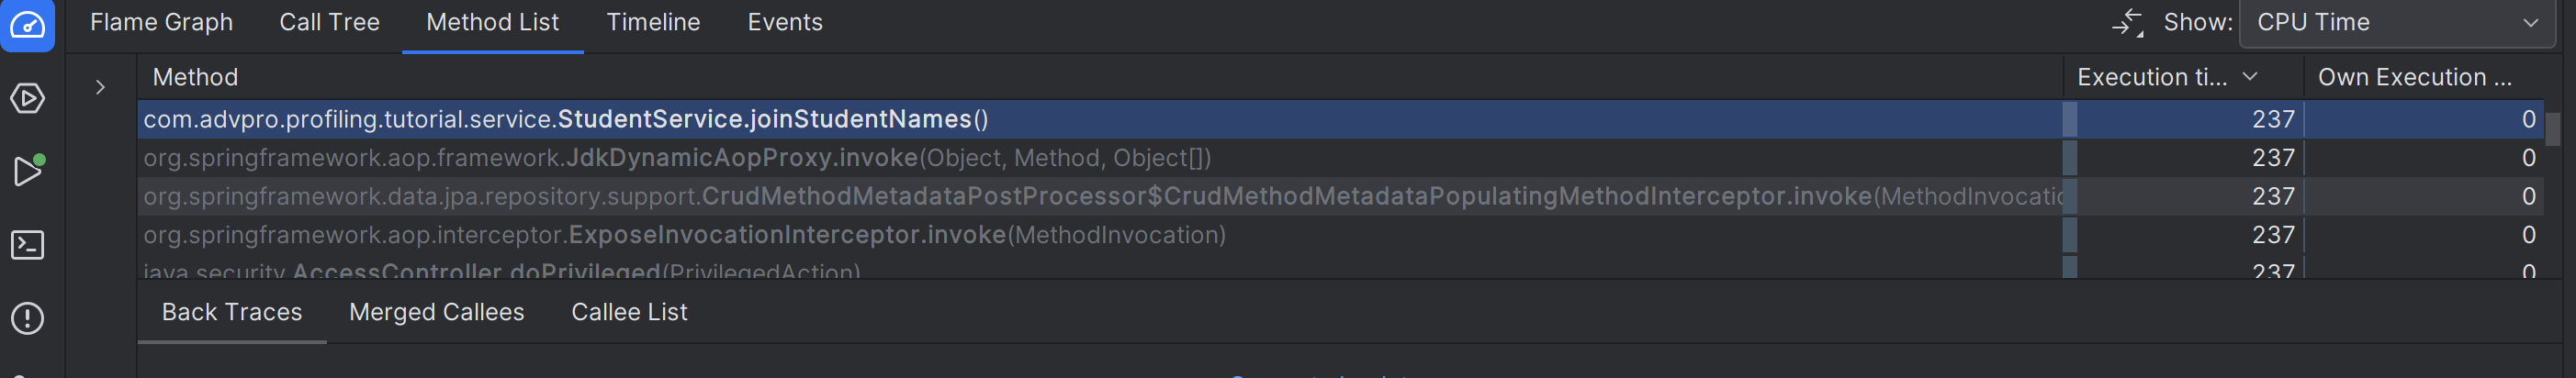 Flame Graph Call Tree Method List Timeline Events Show: CPU Time
Method Execution ti... Own Execution ...
com.advpro.profiling.tutorial.service.StudentService.joinStudentNames() 237 0
org.springframework.aop.framework.JdkDynamicAopProxy.invoke(Object, Method, Object[]) 237 0
org.springframework.data.jpa.repository.support.CrudMethodMetadataPostProcessor$CrudMethodMetadataPopulatingMethodInterceptor.invoke(MethodInvocatio 237 0
org.springframework.aop.interceptor.ExposeInvocationInterceptor.invoke(MethodInvocation) 237 0
java.security.AccessController.doPrivileged(PrivilegedAction) 237 0
Back Traces Merged Callees Callee List